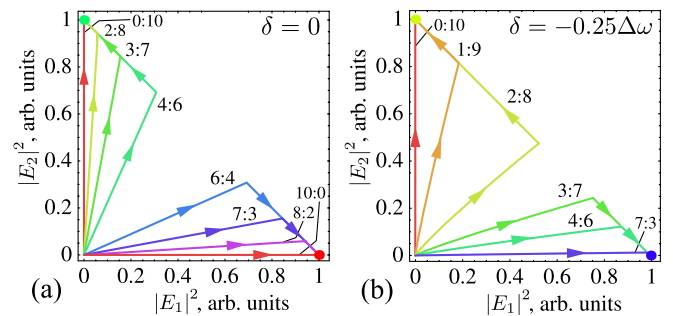 δ = 0
|E₂|², arb. units
1
0.8
0.6
0.4
0.2
0
0:10
2:8
3:7
4:6
6:4
7:3
8:2
10:0
0 0.2 0.4 0.6 0.8 1
(a)
|E₁|², arb. units
δ = −0.25Δω
|E₂|², arb. units
1
0.8
0.6
0.4
0.2
0
0:10
1:9
2:8
3:7
4:6
7:3
0 0.2 0.4 0.6 0.8 1
(b)
|E₁|², arb. units